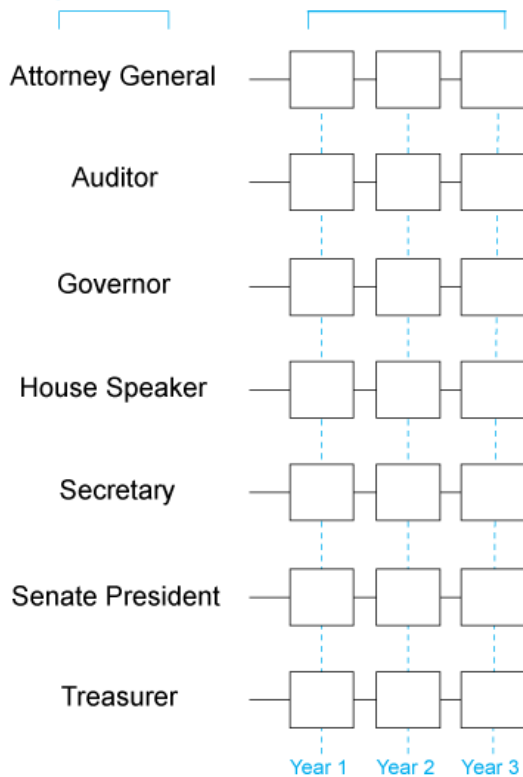 Attorney General
Auditor
Governor
House Speaker
Secretary
Senate President
Treasurer
Year 1 Year 2 Year 3